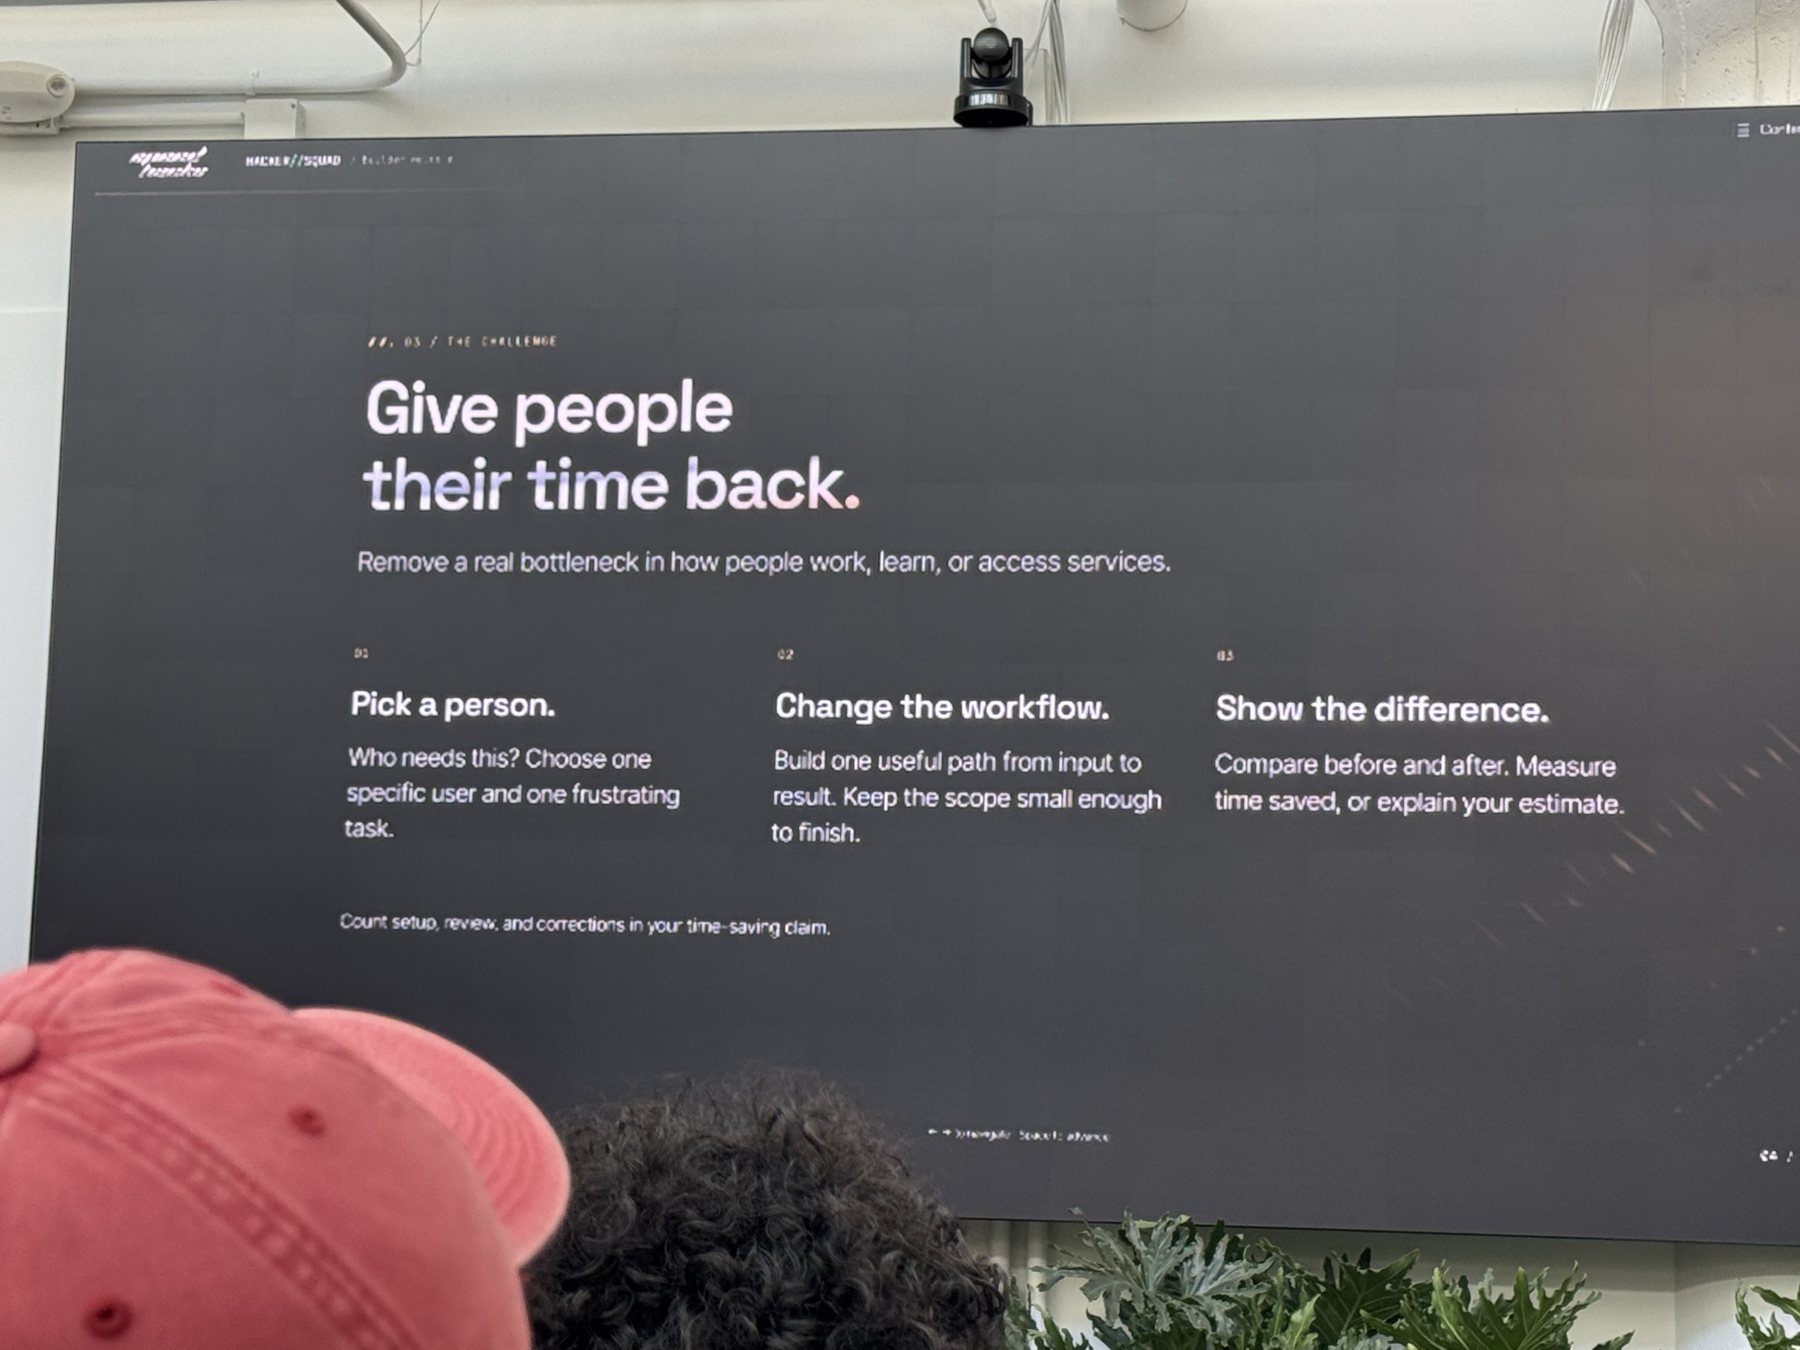 HACKER//SQUAD
03 / THE CHALLENGE
Give people
their time back.
Remove a real bottleneck in how people work, learn, or access services.
01
Pick a person.
Who needs this? Choose one
specific user and one frustrating
task.
02
Change the workflow.
Build one useful path from input to
result. Keep the scope small enough
to finish.
03
Show the difference.
Compare before and after. Measure
time saved, or explain your estimate.
Count setup, review, and corrections in your time-saving claim.